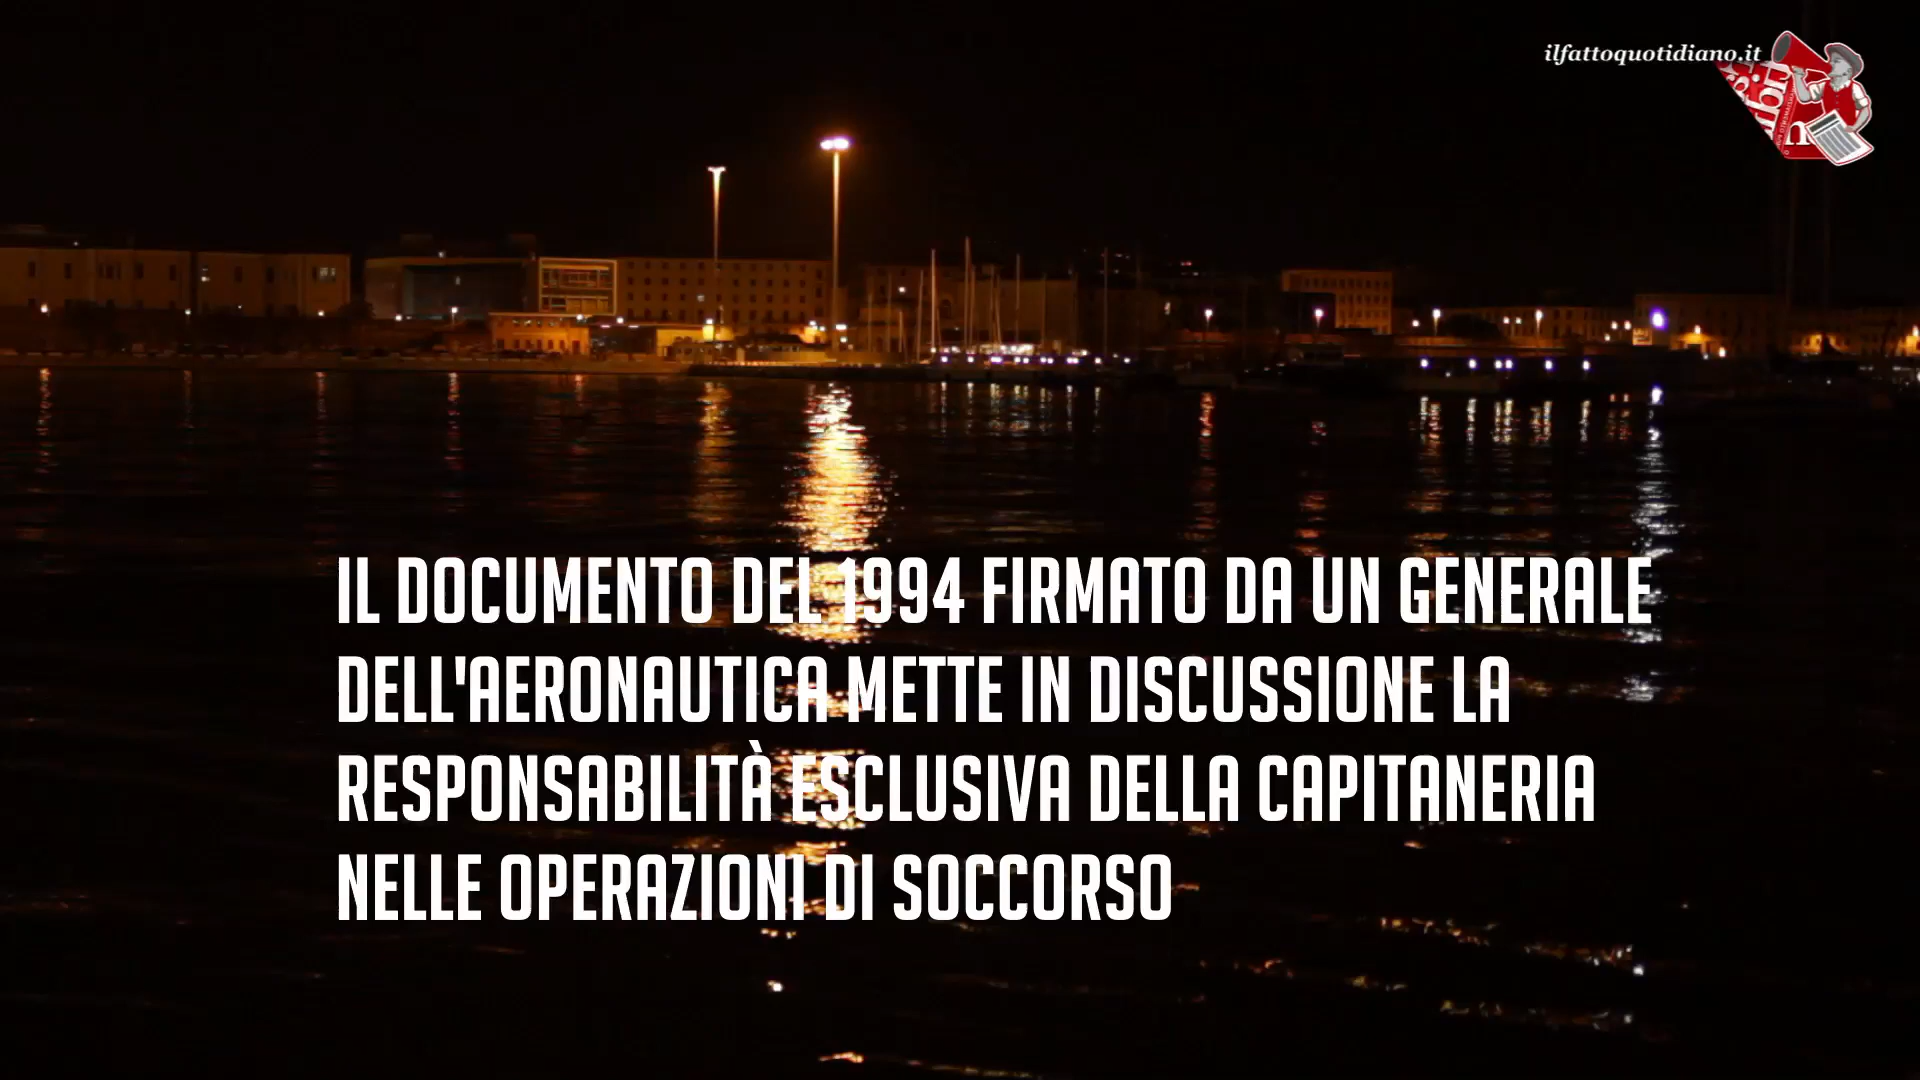 ilfattoquotidiano.it
IL DOCUMENTO DEL 1994 FIRMATO DA UN GENERALE
DELL'AERONAUTICA METTE IN DISCUSSIONE LA
RESPONSABILITÀ ESCLUSIVA DELLA CAPITANERIA
NELLE OPERAZIONI DI SOCCORSO